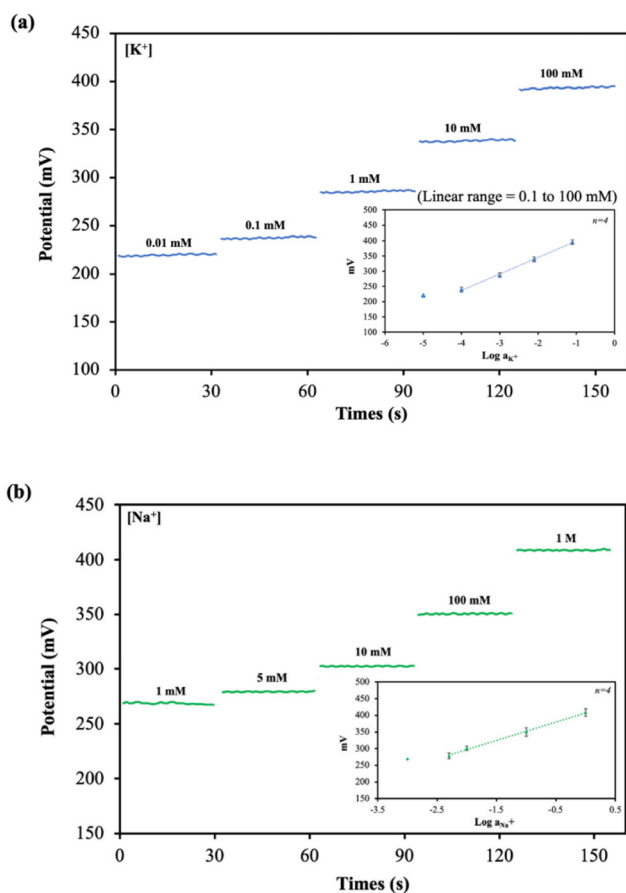 (a)
[K⁺]
450
400
350
300
250
200
150
100
Potential (mV)
0.01 mM
0.1 mM
1 mM
10 mM
100 mM
(Linear range = 0.1 to 100 mM)
n=4
500
450
400
350
300
250
200
150
100
mV
-6 -5 -4 -3 -2 -1 0
Log aK⁺
0 30 60 90 120 150
Times (s)
(b)
[Na⁺]
450
400
350
300
250
200
150
Potential (mV)
1 mM
5 mM
10 mM
100 mM
1 M
n=4
500
450
400
350
300
250
200
150
mV
-3.5 -2.5 -1.5 -0.5 0.5
Log aNa⁺
0 30 60 90 120 150
Times (s)